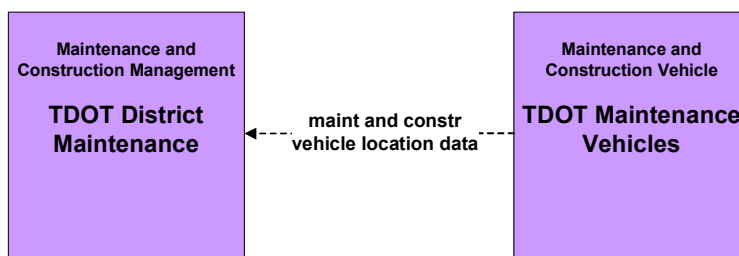 Maintenance and
Construction Management
TDOT District
Maintenance
maint and constr
vehicle location data
Maintenance and
Construction Vehicle
TDOT Maintenance
Vehicles